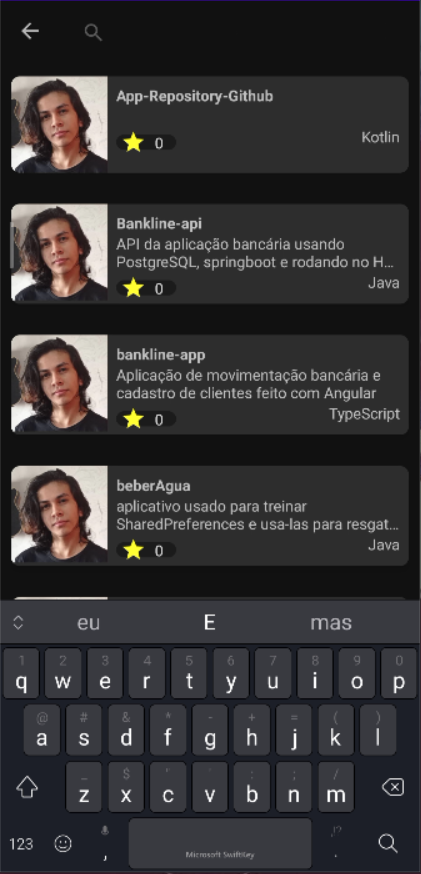 App-Repository-Github
0
Kotlin
Bankline-api
API da aplicação bancária usando
PostgreSQL, springboot e rodando no H...
0
Java
bankline-app
Aplicação de movimentação bancária e
cadastro de clientes feito com Angular
0
TypeScript
beberAgua
aplicativo usado para treinar
SharedPreferences e usa-las para resgat...
0
Java
eu E mas
1 2 3 4 5 6 7 8 9 0
q w e r t y u i o p
@ # & * - + = ( )
a s d f g h j k l
_ $ " ' : ; /
z x c v b n m
123 , Microsoft SwiftKey ,!? .